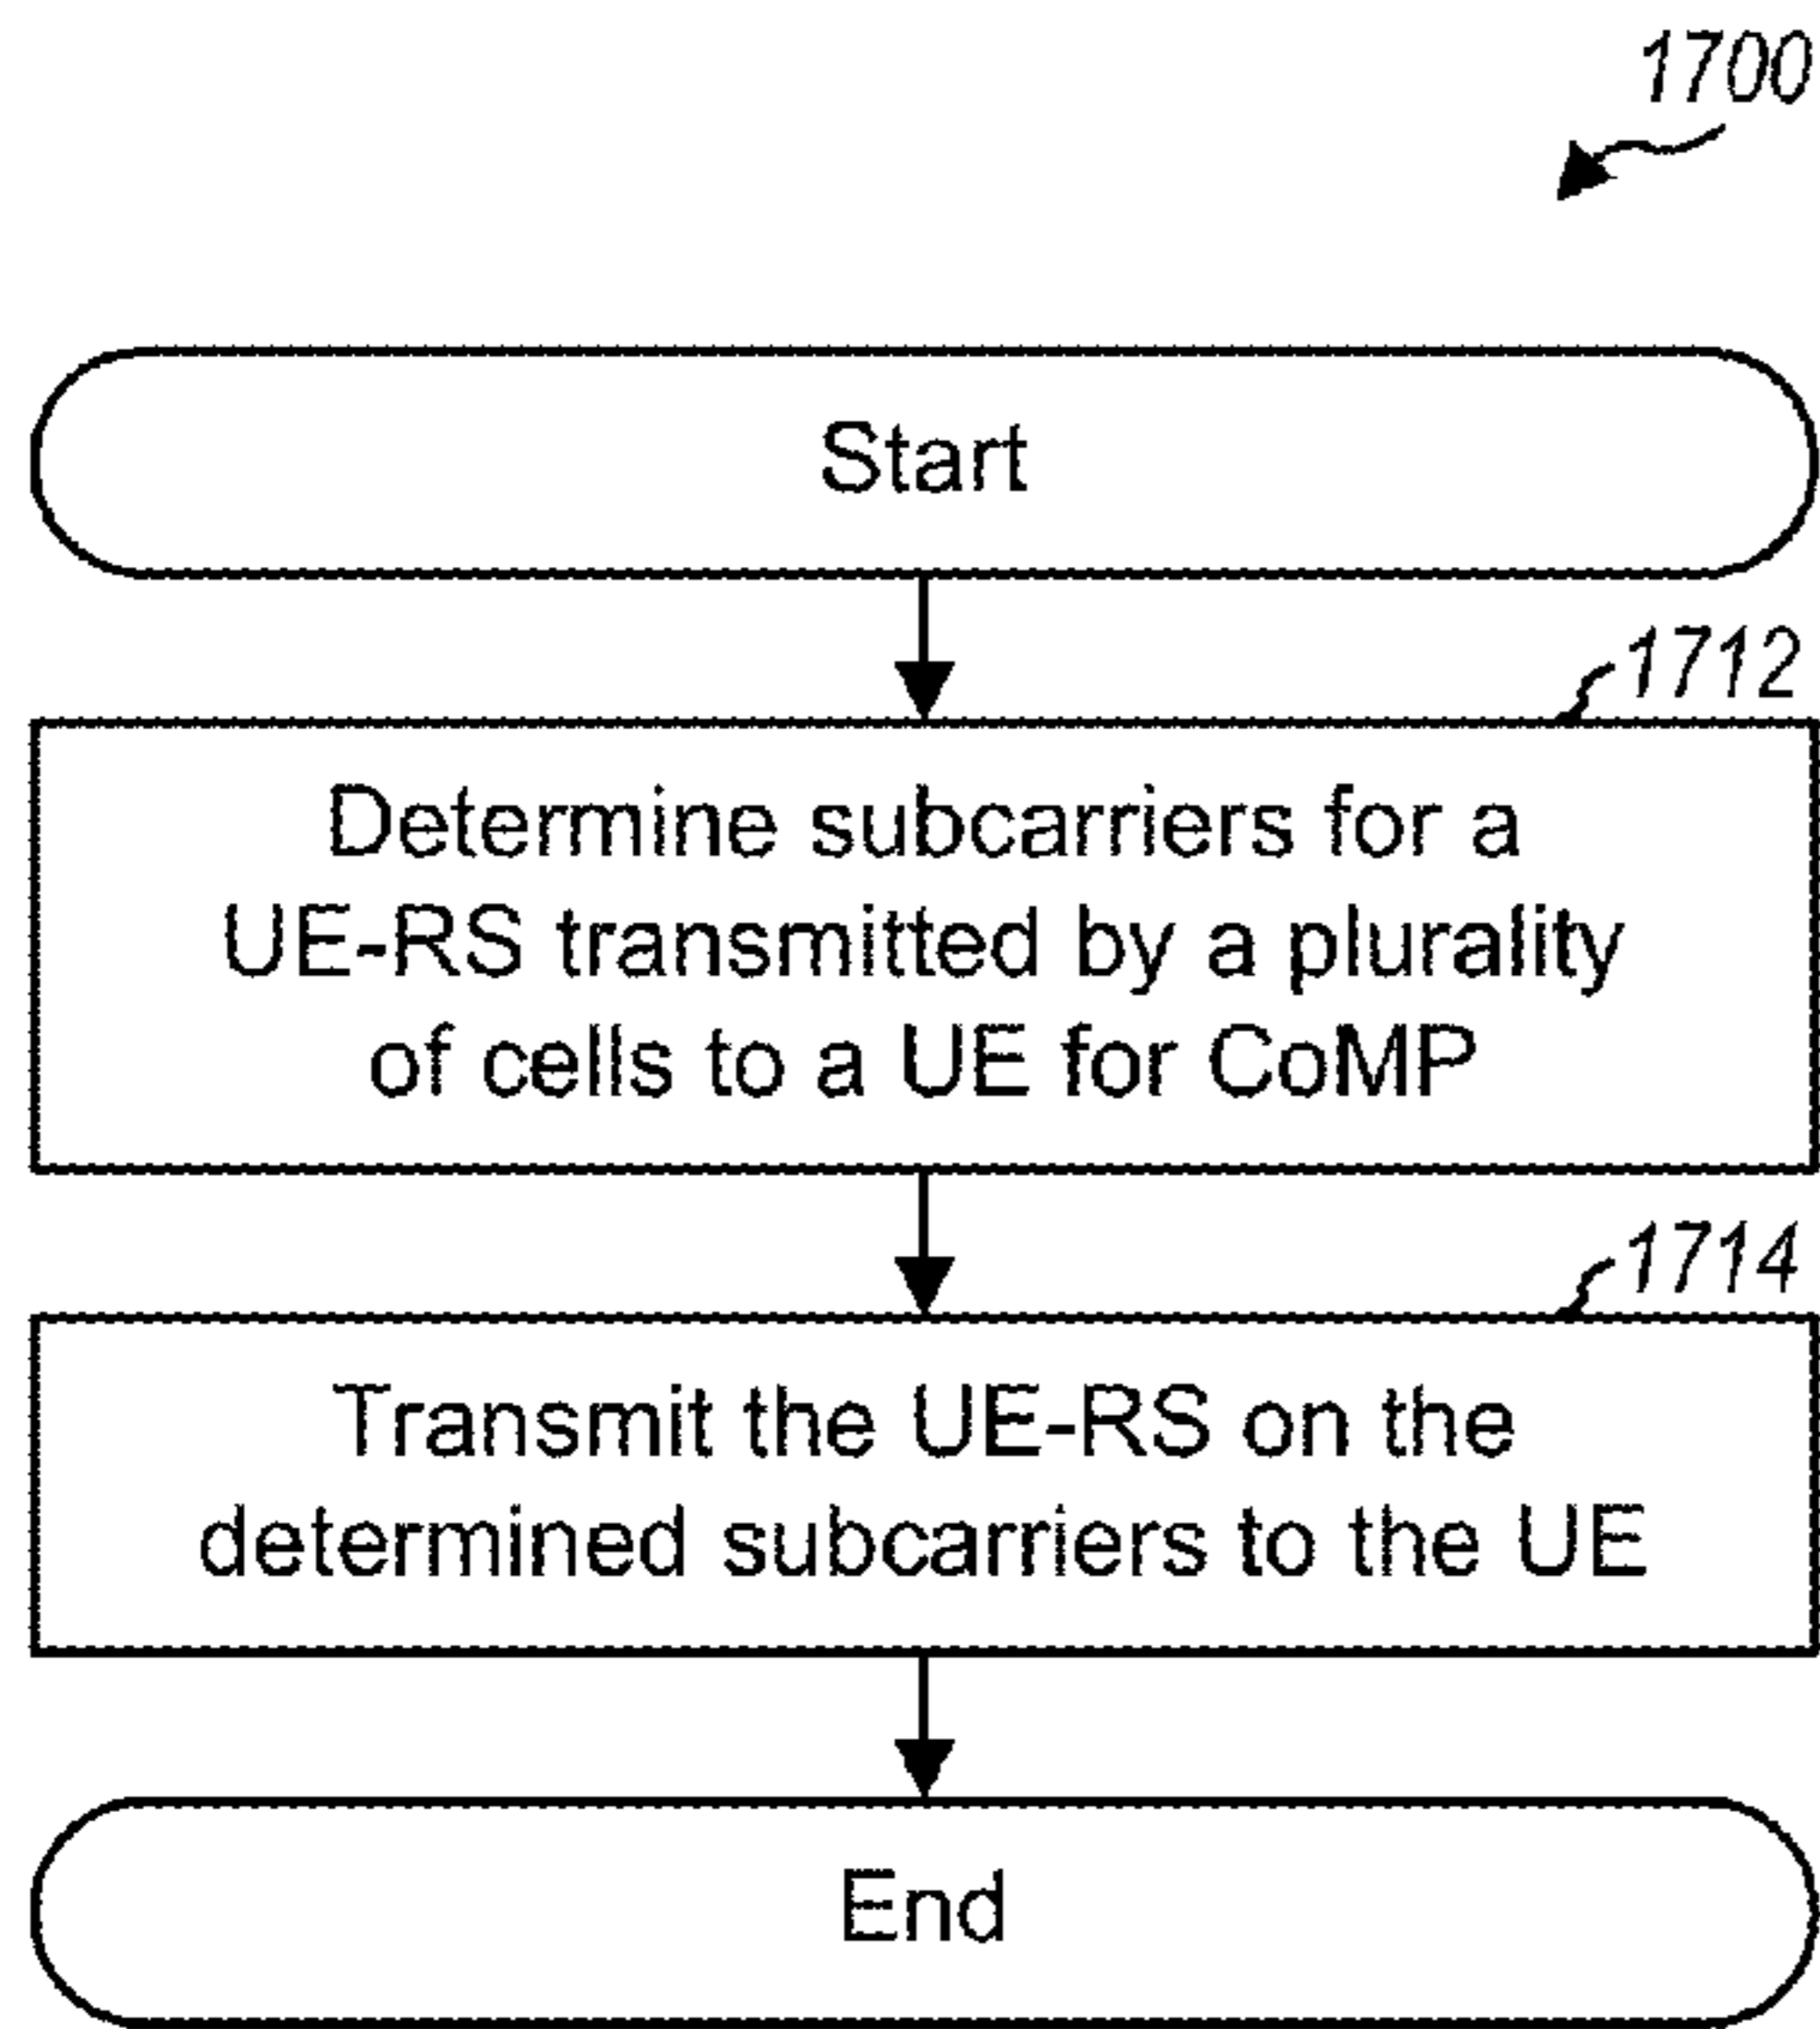 1700
Start
1712
Determine subcarriers for a
UE-RS transmitted by a plurality
of cells to a UE for CoMP
1714
Transmit the UE-RS on the
determined subcarriers to the UE
End